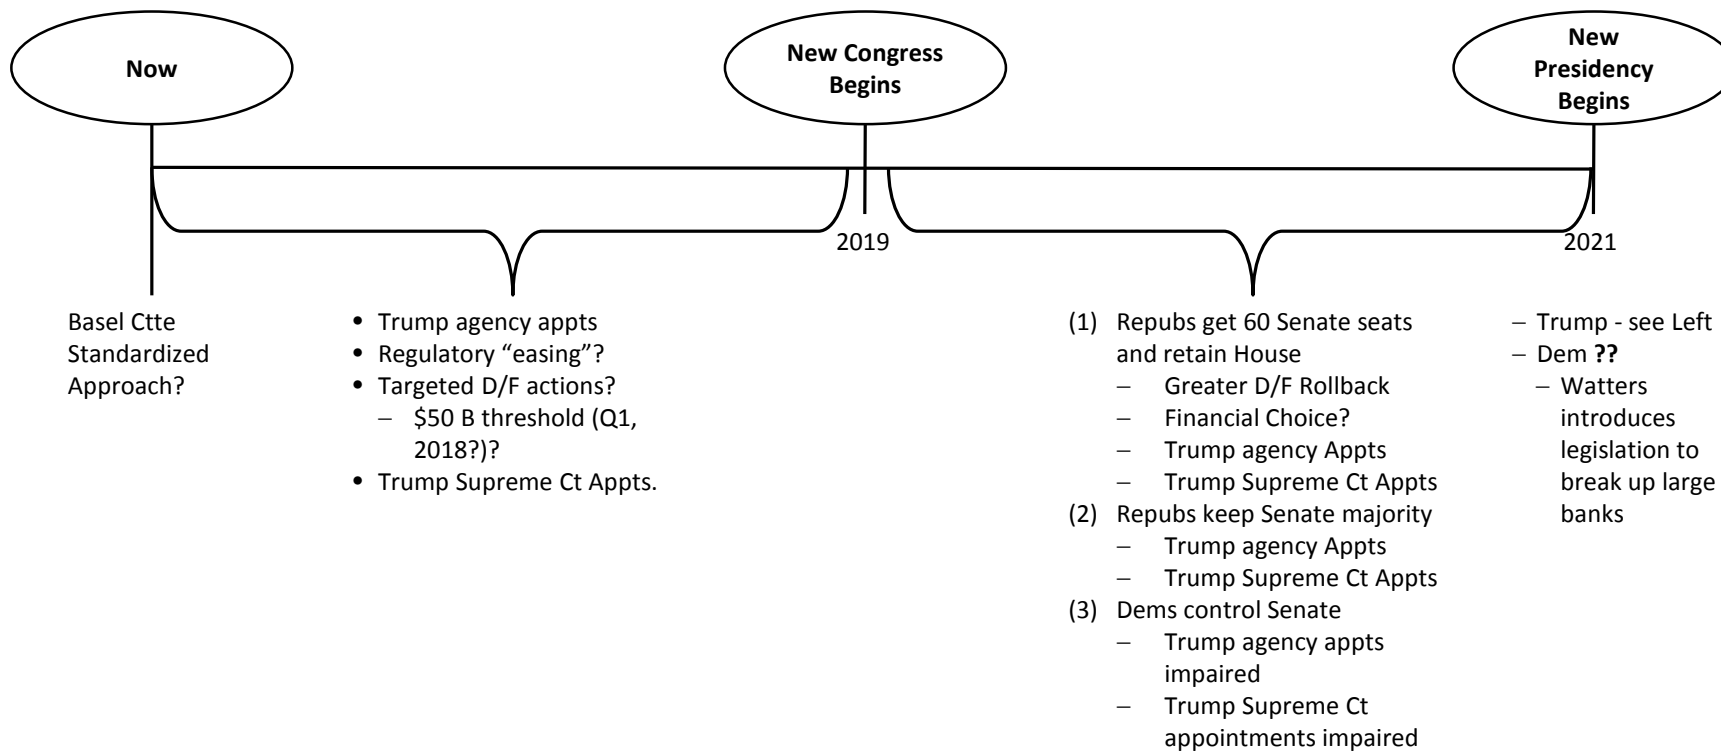 Now
New Congress
Begins
New
Presidency
Begins
2019
2021
Basel Ctte
Standardized
Approach?
• Trump agency appts
• Regulatory “easing”?
• Targeted D/F actions?
– $50 B threshold (Q1,
2018?)?
• Trump Supreme Ct Appts.
(1) Repubs get 60 Senate seats
and retain House
– Greater D/F Rollback
– Financial Choice?
– Trump agency Appts
– Trump Supreme Ct Appts
(2) Repubs keep Senate majority
– Trump agency Appts
– Trump Supreme Ct Appts
(3) Dems control Senate
– Trump agency appts
impaired
– Trump Supreme Ct
appointments impaired
– Trump - see Left
– Dem ??
– Watters
introduces
legislation to
break up large
banks